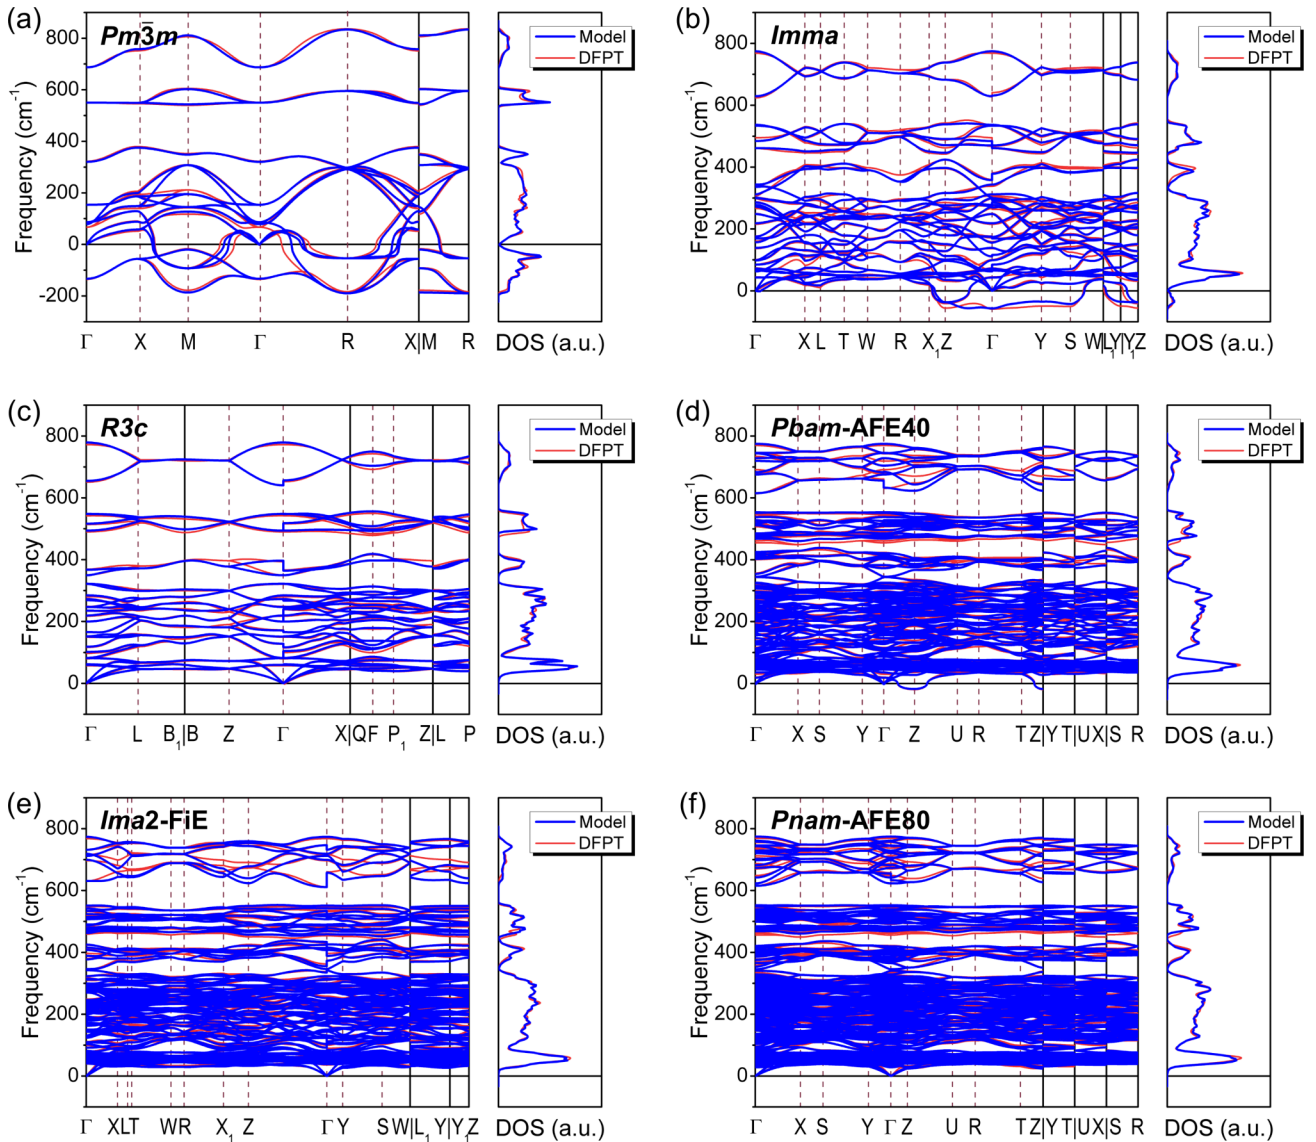 (a)
Pm3̄m
Frequency (cm⁻¹)
800
600
400
200
0
-200
Γ X M Γ R X|M R
Model
DFPT
DOS (a.u.)
(b)
Imma
Frequency (cm⁻¹)
800
600
400
200
0
Γ X L T W R X₁ Z Γ Y S W|L₁Y|Y₁Z
Model
DFPT
DOS (a.u.)
(c)
R3c
Frequency (cm⁻¹)
800
600
400
200
0
Γ L B₁|B Z Γ X|Q F P₁ Z|L P
Model
DFPT
DOS (a.u.)
(d)
Pbam-AFE40
Frequency (cm⁻¹)
800
600
400
200
0
Γ X S Y Γ Z U R T Z|Y T|U X|S R
Model
DFPT
DOS (a.u.)
(e)
Ima2-FiE
Frequency (cm⁻¹)
800
600
400
200
0
Γ X L T W R X₁ Z Γ Y S W|L₁ Y|Y₁ Z
Model
DFPT
DOS (a.u.)
(f)
Pnam-AFE80
Frequency (cm⁻¹)
800
600
400
200
0
Γ X S Y Γ Z U R T Z|Y T|U X|S R
Model
DFPT
DOS (a.u.)